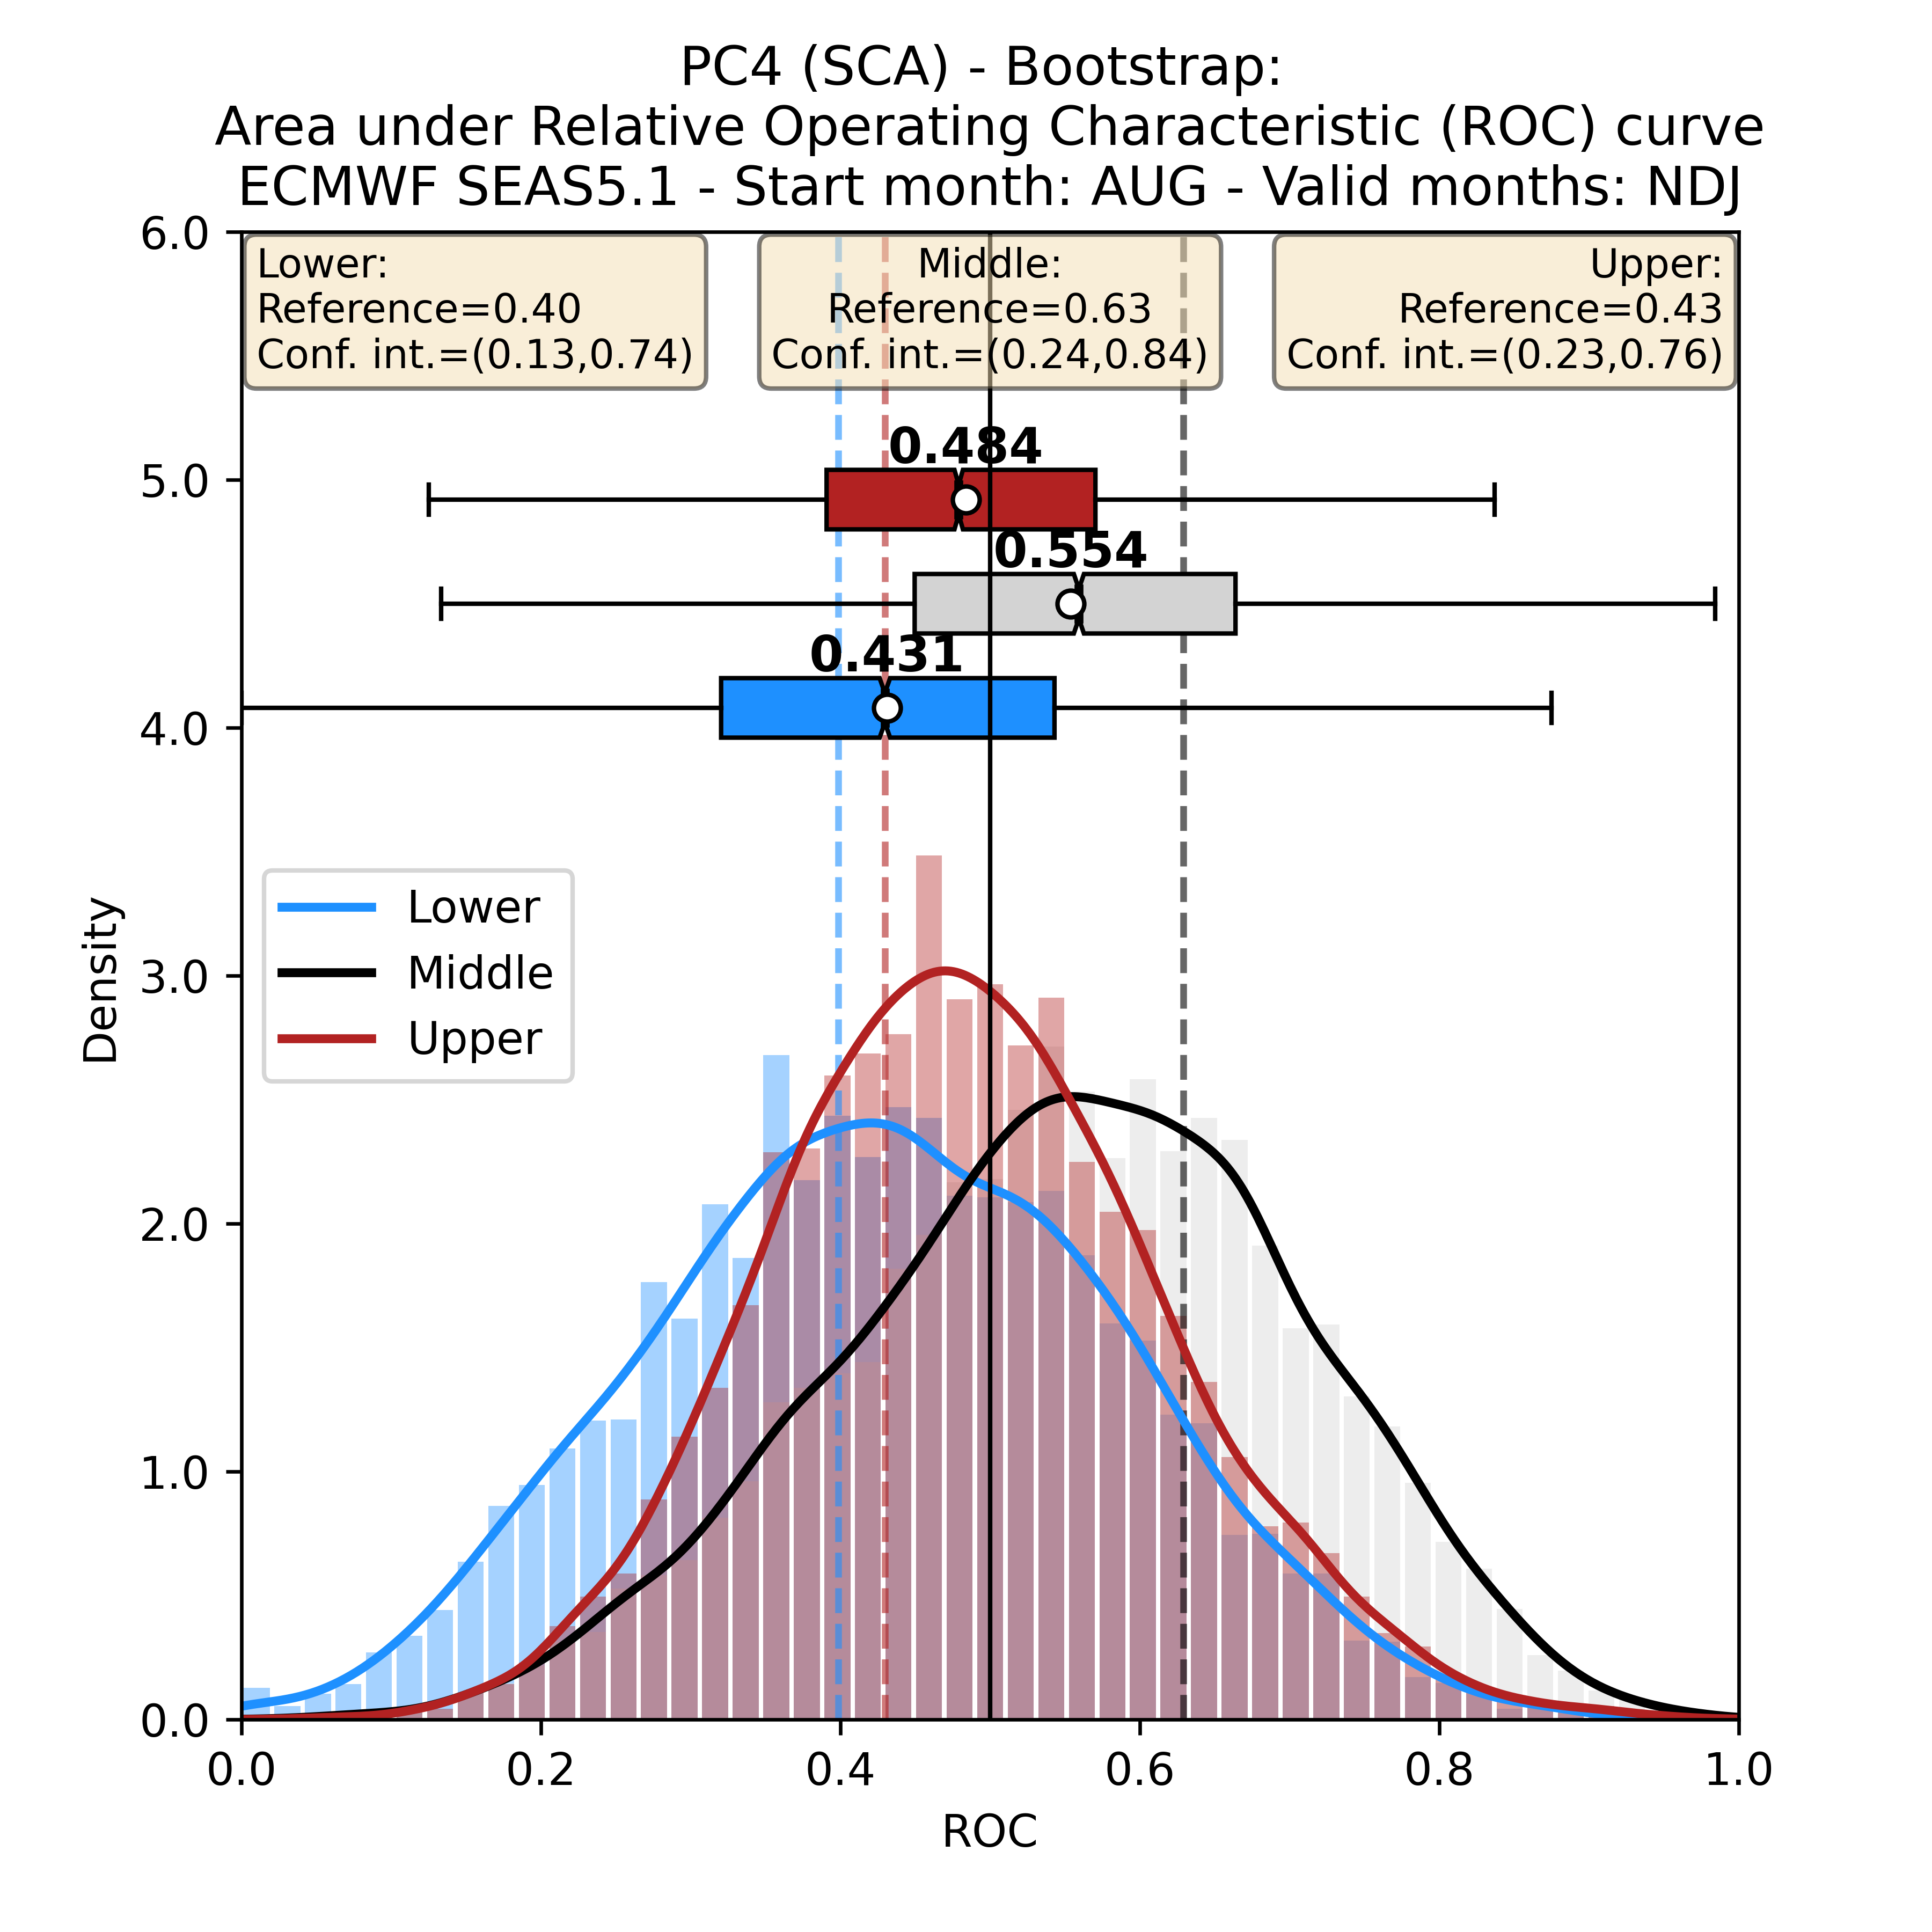 PC4 (SCA) - Bootstrap:
Area under Relative Operating Characteristic (ROC) curve
ECMWF SEAS5.1 - Start month: AUG - Valid months: NDJ
Lower:
Reference=0.40
Conf. int.=(0.13,0.74)
Middle:
Reference=0.63
Conf. int.=(0.24,0.84)
Upper:
Reference=0.43
Conf. int.=(0.23,0.76)
0.484
0.554
0.431
6.0
5.0
4.0
3.0
2.0
1.0
0.0
Density
Lower
Middle
Upper
0.0
0.2
0.4
0.6
0.8
1.0
ROC